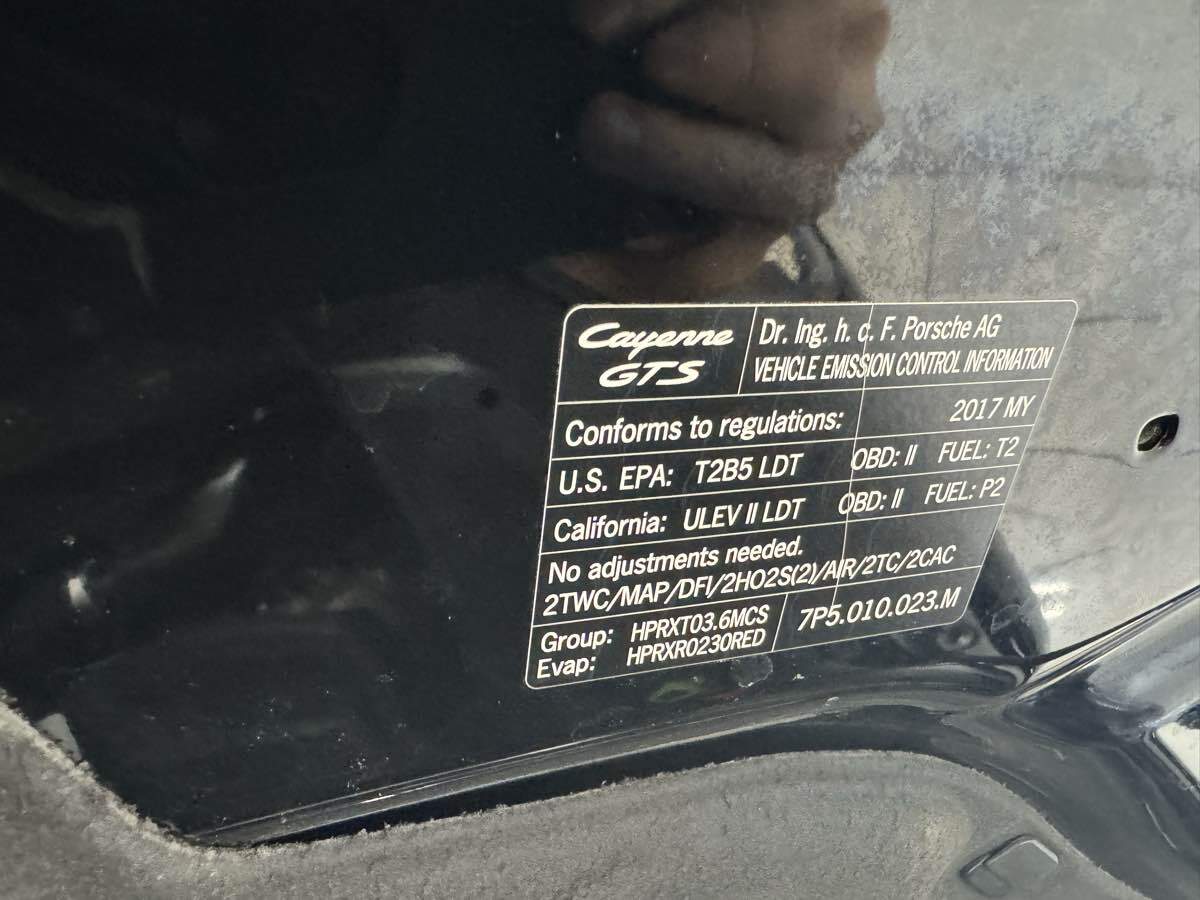 Cayenne GTS
Dr. Ing. h. c. F. Porsche AG
VEHICLE EMISSION CONTROL INFORMATION
Conforms to regulations: 2017 MY
U.S. EPA: T2B5 LDT OBD: II FUEL: T2
California: ULEV II LDT OBD: II FUEL: P2
No adjustments needed.
2TWC/MAP/DFI/2HO2S(2)/AIR/2TC/2CAC
Group: HPRXT03.6MCS
Evap: HPRXR0230RED
7P5.010.023.M